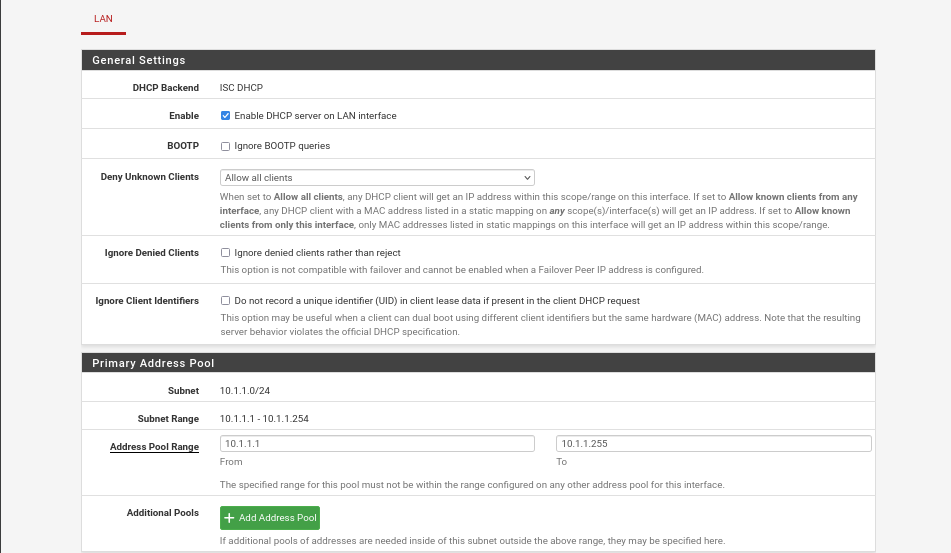 LAN
General Settings
DHCP Backend ISC DHCP
Enable Enable DHCP server on LAN interface
BOOTP Ignore BOOTP queries
Deny Unknown Clients Allow all clients
When set to Allow all clients, any DHCP client will get an IP address within this scope/range on this interface. If set to Allow known clients from any
interface, any DHCP client with a MAC address listed in a static mapping on any scope(s)/interface(s) will get an IP address. If set to Allow known
clients from only this interface, only MAC addresses listed in static mappings on this interface will get an IP address within this scope/range.
Ignore Denied Clients Ignore denied clients rather than reject
This option is not compatible with failover and cannot be enabled when a Failover Peer IP address is configured.
Ignore Client Identifiers Do not record a unique identifier (UID) in client lease data if present in the client DHCP request
This option may be useful when a client can dual boot using different client identifiers but the same hardware (MAC) address. Note that the resulting
server behavior violates the official DHCP specification.
Primary Address Pool
Subnet 10.1.1.0/24
Subnet Range 10.1.1.1 - 10.1.1.254
Address Pool Range 10.1.1.1 10.1.1.255
From To
The specified range for this pool must not be within the range configured on any other address pool for this interface.
Additional Pools + Add Address Pool
If additional pools of addresses are needed inside of this subnet outside the above range, they may be specified here.